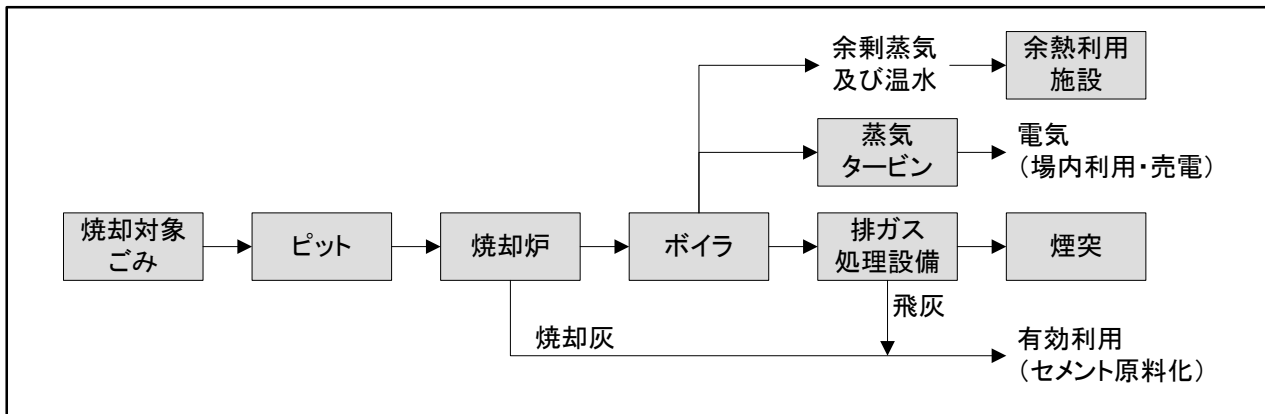 余剰蒸気
及び温水
余熱利用
施設
蒸気
タービン
電気
（場内利用・売電）
焼却対象
ごみ
ピット
焼却炉
ボイラ
排ガス
処理設備
煙突
飛灰
焼却灰
有効利用
（セメント原料化）